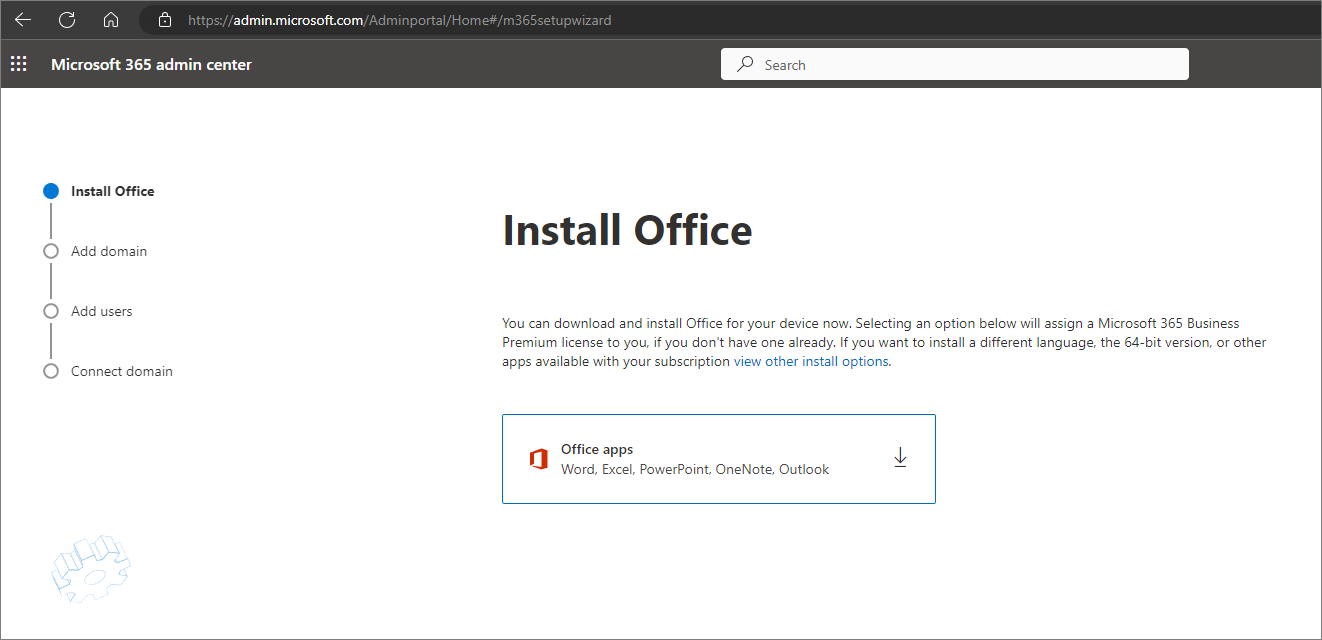 https://admin.microsoft.com/Adminportal/Home#/m365setupwizard
Microsoft 365 admin center
Search
Install Office
Add domain
Add users
Connect domain
Install Office
You can download and install Office for your device now. Selecting an option below will assign a Microsoft 365 Business
Premium license to you, if you don't have one already. If you want to install a different language, the 64-bit version, or other
apps available with your subscription view other install options.
Office apps
Word, Excel, PowerPoint, OneNote, Outlook